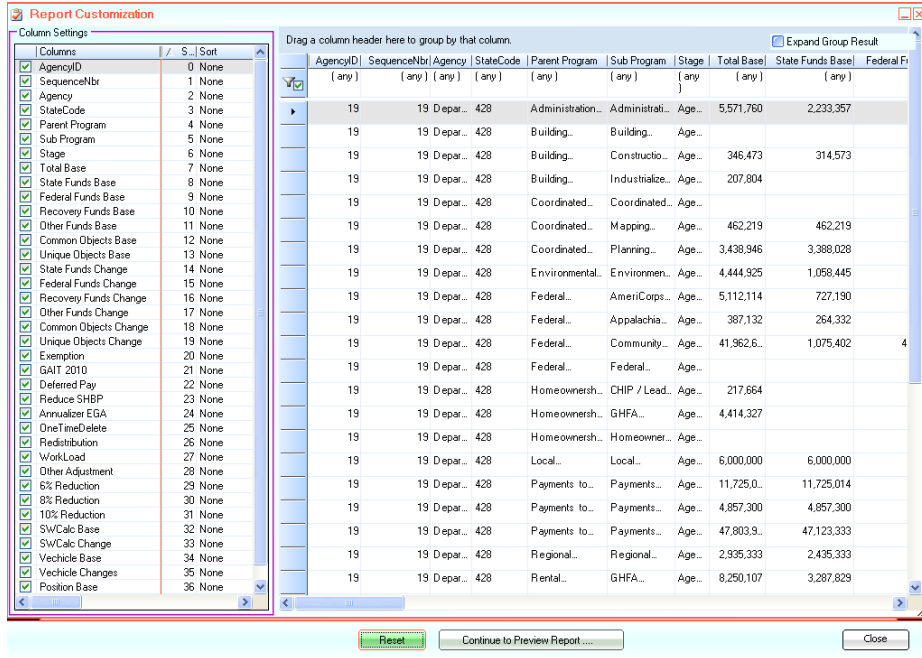 Report Customization
Column Settings
Columns / S... Sort
AgencyID 0 None
SequenceNbr 1 None
Agency 2 None
StateCode 3 None
Parent Program 4 None
Sub Program 5 None
Stage 6 None
Total Base 7 None
State Funds Base 8 None
Federal Funds Base 9 None
Recovery Funds Base 10 None
Other Funds Base 11 None
Common Objects Base 12 None
Unique Objects Base 13 None
State Funds Change 14 None
Federal Funds Change 15 None
Recovery Funds Change 16 None
Other Funds Change 17 None
Common Objects Change 18 None
Unique Objects Change 19 None
Exemption 20 None
GAIT 2010 21 None
Deferred Pay 22 None
Reduce SHBP 23 None
Annualizer EGA 24 None
OneTimeDelete 25 None
Redistribution 26 None
WorkLoad 27 None
Other Adjustment 28 None
6% Reduction 29 None
8% Reduction 30 None
10% Reduction 31 None
SWCalc Base 32 None
SWCalc Change 33 None
Vechicle Base 34 None
Vechicle Changes 35 None
Position Base 36 None
Drag a column header here to group by that column.
Expand Group Result
AgencyID SequenceNbr Agency StateCode Parent Program Sub Program Stage Total Base State Funds Base Federal F
( any ) ( any ) ( any ) ( any ) ( any ) ( any ) ( any ) ( any ) ( any )
19 19 Depar... 428 Administration... Administrati... Age... 5,571,760 2,233,357
19 19 Depar... 428 Building... Building... Age...
19 19 Depar... 428 Building... Constructio... Age... 346,473 314,573
19 19 Depar... 428 Building... Industrialize... Age... 207,804
19 19 Depar... 428 Coordinated... Coordinated... Age...
19 19 Depar... 428 Coordinated... Mapping... Age... 462,219 462,219
19 19 Depar... 428 Coordinated... Planning... Age... 3,438,946 3,388,028
19 19 Depar... 428 Environmental... Environmen... Age... 4,444,925 1,058,445
19 19 Depar... 428 Federal... AmeriCorps... Age... 5,112,114 727,190
19 19 Depar... 428 Federal... Appalachia... Age... 387,132 264,332
19 19 Depar... 428 Federal... Community... Age... 41,962,6... 1,075,402 4
19 19 Depar... 428 Federal... Federal... Age...
19 19 Depar... 428 Homeownersh... CHIP / Lead... Age... 217,664
19 19 Depar... 428 Homeownersh... GHFA... Age... 4,414,327
19 19 Depar... 428 Homeownersh... Homeowner... Age...
19 19 Depar... 428 Local... Local... Age... 6,000,000 6,000,000
19 19 Depar... 428 Payments to... Payments... Age... 11,725,0... 11,725,014
19 19 Depar... 428 Payments to... Payments... Age... 4,857,300 4,857,300
19 19 Depar... 428 Payments to... Payments... Age... 47,803,9... 47,123,333
19 19 Depar... 428 Regional... Regional... Age... 2,935,333 2,435,333
19 19 Depar... 428 Rental... GHFA... Age... 8,250,107 3,287,829
Reset
Continue to Preview Report ....
Close